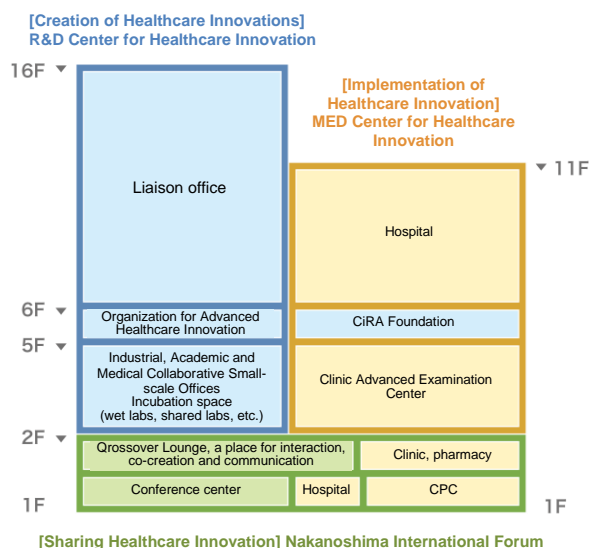 [Creation of Healthcare Innovations]
R&D Center for Healthcare Innovation
16F
[Implementation of
Healthcare Innovation]
MED Center for Healthcare
Innovation
11F
Liaison office
Hospital
6F
Organization for Advanced
Healthcare Innovation
CiRA Foundation
5F
Industrial, Academic and
Medical Collaborative Small-
scale Offices
Incubation space
(wet labs, shared labs, etc.)
Clinic Advanced Examination
Center
2F
Qrossover Lounge, a place for interaction,
co-creation and communication
Clinic, pharmacy
1F
Conference center
Hospital
CPC
1F
[Sharing Healthcare Innovation] Nakanoshima International Forum